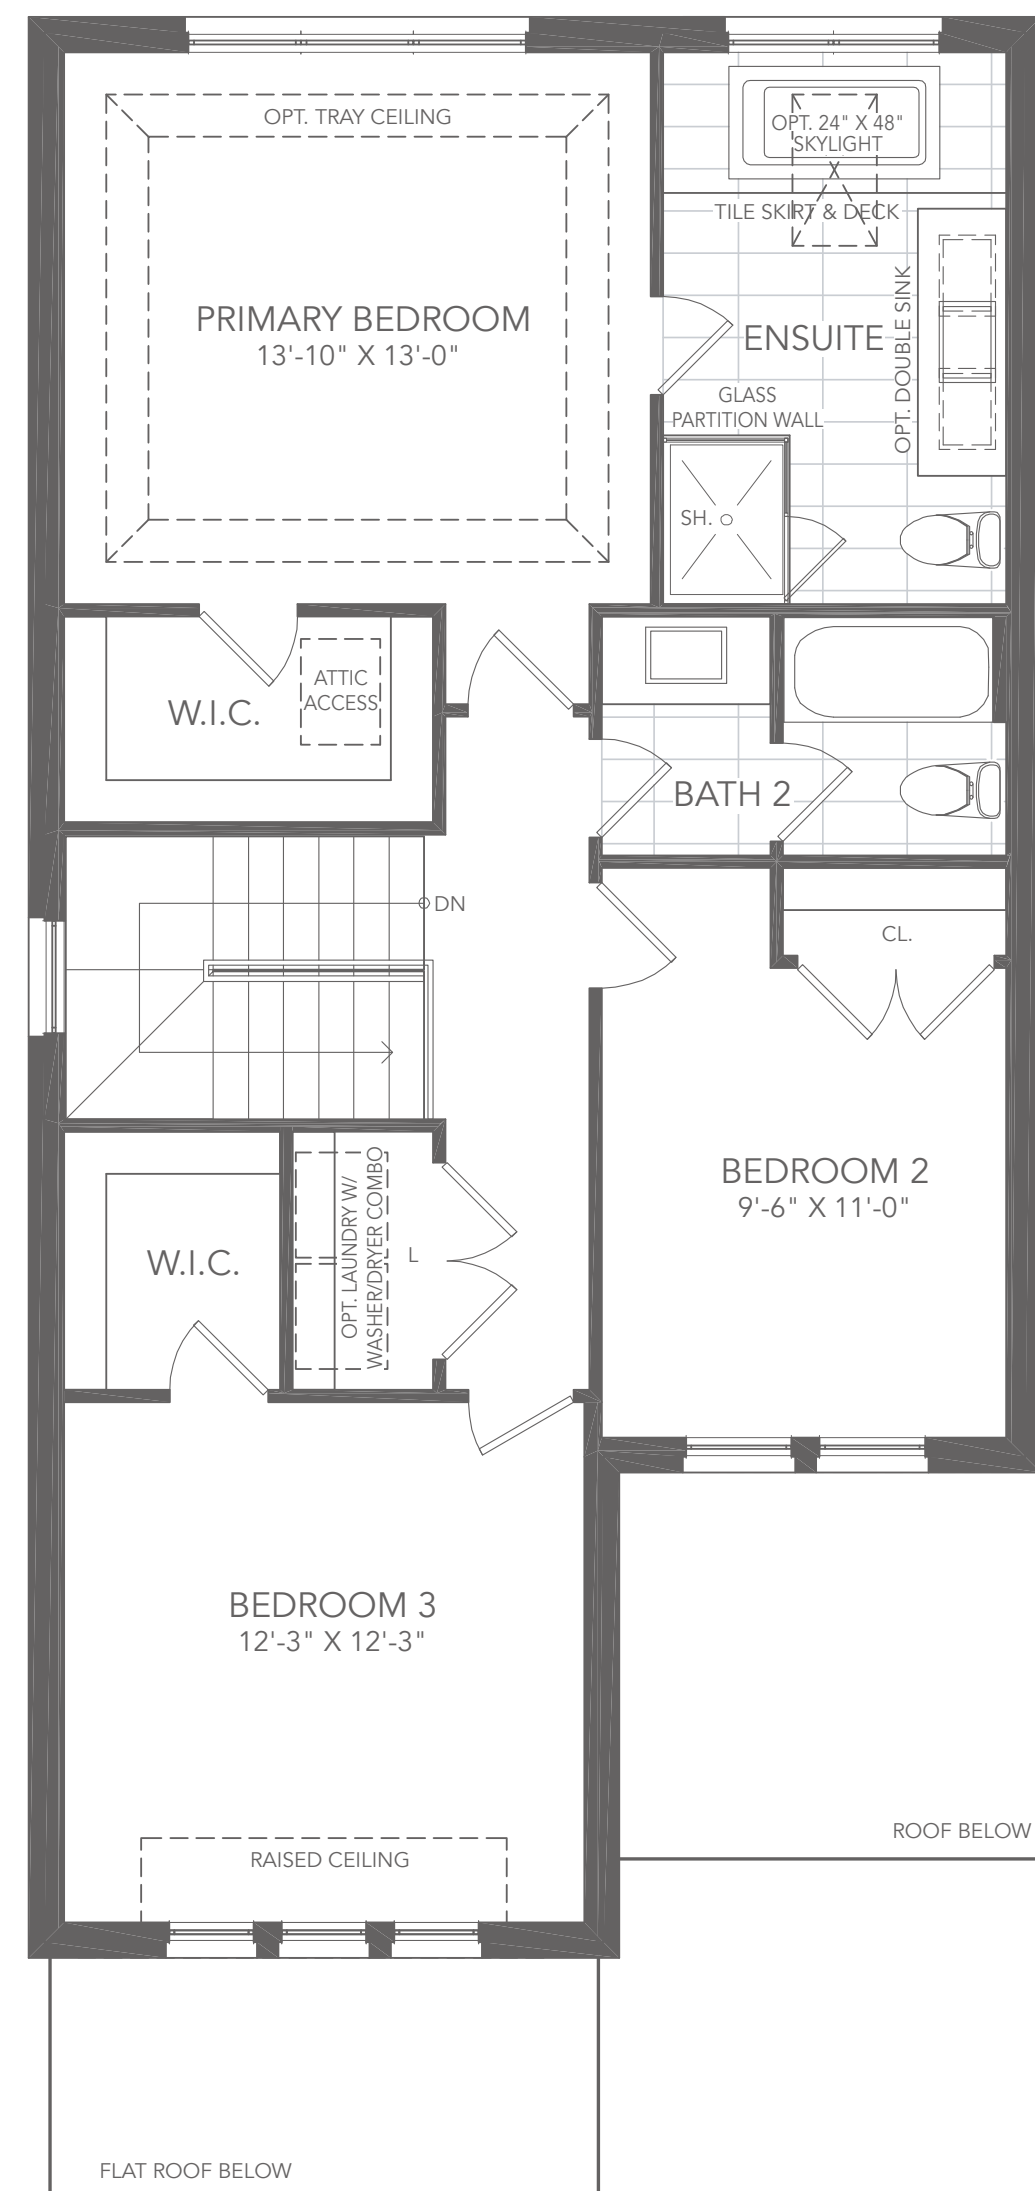 OPT. TRAY CEILING
OPT. 24" X 48"
SKYLIGHT
TILE SKIRT & DECK
PRIMARY BEDROOM
13'-10" X 13'-0"
ENSUITE
OPT. DOUBLE SINK
GLASS
PARTITION WALL
SH.
ATTIC
ACCESS
W.I.C.
BATH 2
DN
CL.
BEDROOM 2
9'-6" X 11'-0"
W.I.C.
OPT. LAUNDRY W/
WASHER/DRYER COMBO
L
BEDROOM 3
12'-3" X 12'-3"
ROOF BELOW
RAISED CEILING
FLAT ROOF BELOW